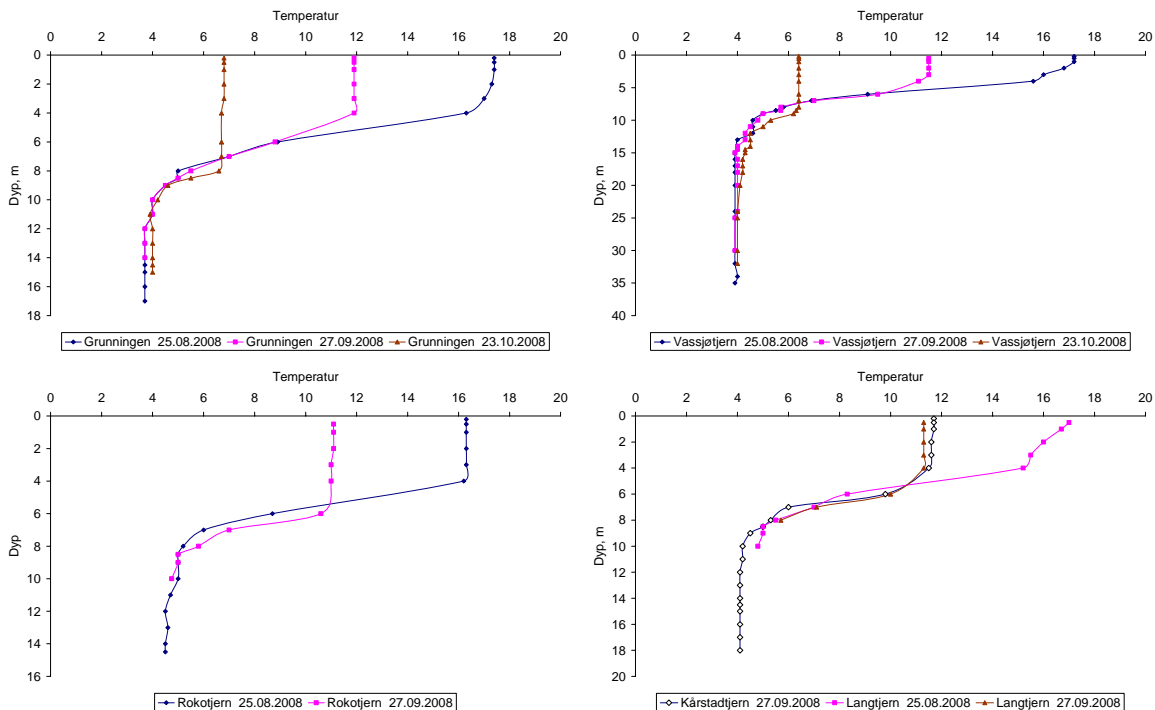 Temperatur
0 2 4 6 8 10 12 14 16 18 20
0
2
4
6
8
10
12
14
16
18
Dyp, m
Grunningen 25.08.2008 Grunningen 27.09.2008 Grunningen 23.10.2008
Temperatur
0 2 4 6 8 10 12 14 16 18 20
0
5
10
15
20
25
30
35
40
Dyp, m
Vassjøtjern 25.08.2008 Vassjøtjern 27.09.2008 Vassjøtjern 23.10.2008
Temperatur
0 2 4 6 8 10 12 14 16 18 20
0
2
4
6
8
10
12
14
16
Dyp
Rokotjern 25.08.2008 Rokotjern 27.09.2008
Temperatur
0 2 4 6 8 10 12 14 16 18 20
0
2
4
6
8
10
12
14
16
18
20
Dyp, m
Kårstadtjern 27.09.2008 Langtjern 25.08.2008 Langtjern 27.09.2008